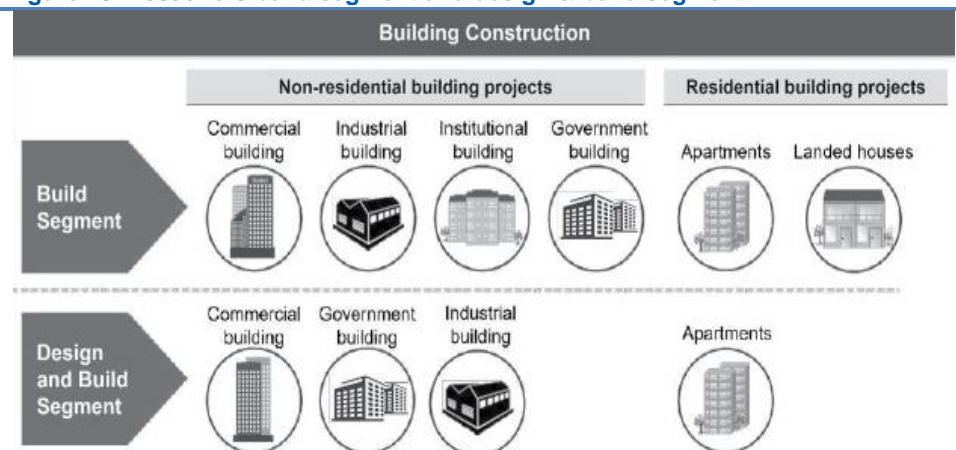 Building Construction
Non-residential building projects
Residential building projects
Commercial building
Industrial building
Institutional building
Government building
Apartments
Landed houses
Build Segment
Commercial building
Government building
Industrial building
Apartments
Design and Build Segment